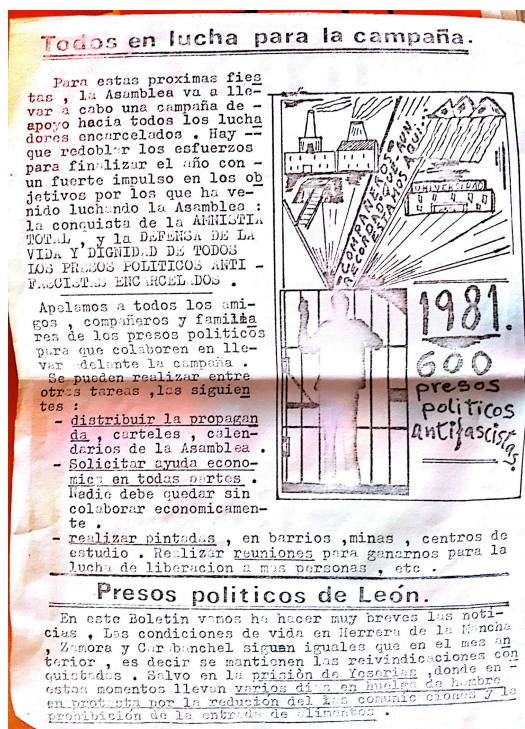 Todos en lucha para la campaña.
Para estas proximas fies
tas , la Asamblea va a lle-
var a cabo una campaña de -
apoyo hacia todos los lucha
dores encarcelados . Hay --
que redoblar los esfuerzos
para finalizar el año con -
un fuerte impulso en los ob
jetivos por los que ha ve-
nido luchando la Asamblea :
la conquista de la AMNISTIA
TOTAL , y la DEFENSA DE LA
VIDA Y DIGNIDAD DE TODOS
LOS PRESOS POLITICOS ANTI -
FASCISTAS ENCARCELADOS .
Apelamos a todos los ami-
gos , compañeros y familia
res de los presos politicos
para que colaboren en lle-
var adelante la campaña .
Se pueden realizar entre
otras tareas ,las siguien
tes :
- distribuir la propagan
da , carteles , calen-
darios de la Asamblea .
- Solicitar ayuda econo-
mica en todas partes .
Nadie debe quedar sin
colaborar economicamen-
te .
- realizar pintadas , en barrios ,minas , centros de
estudio . Realizar reuniones para ganarnos para la
lucha de liberacion a mas personas , etc .
COMPAÑEROS
RECORDAD QUE AUN
ESTAMOS AQUI
UNIVERSIDAD
1981.
600
presos
politicos
antifascistas.
Presos politicos de León.
En este Boletin vamos ha hacer muy breves las noti-
cias , Las condiciones de vida en Herrera de la Mancha
, Zamora y Carabanchel siguen iguales que en el mes an
terior , es decir se mantienen las reivindicaciones con
quistadas . Salvo en la prisión de Yeserias ,donde en -
estos momentos llevan varios dias en huelga de hambre
en protesta por la redución del las comunicaciones y la
prohibición de la entrada de alimentos .